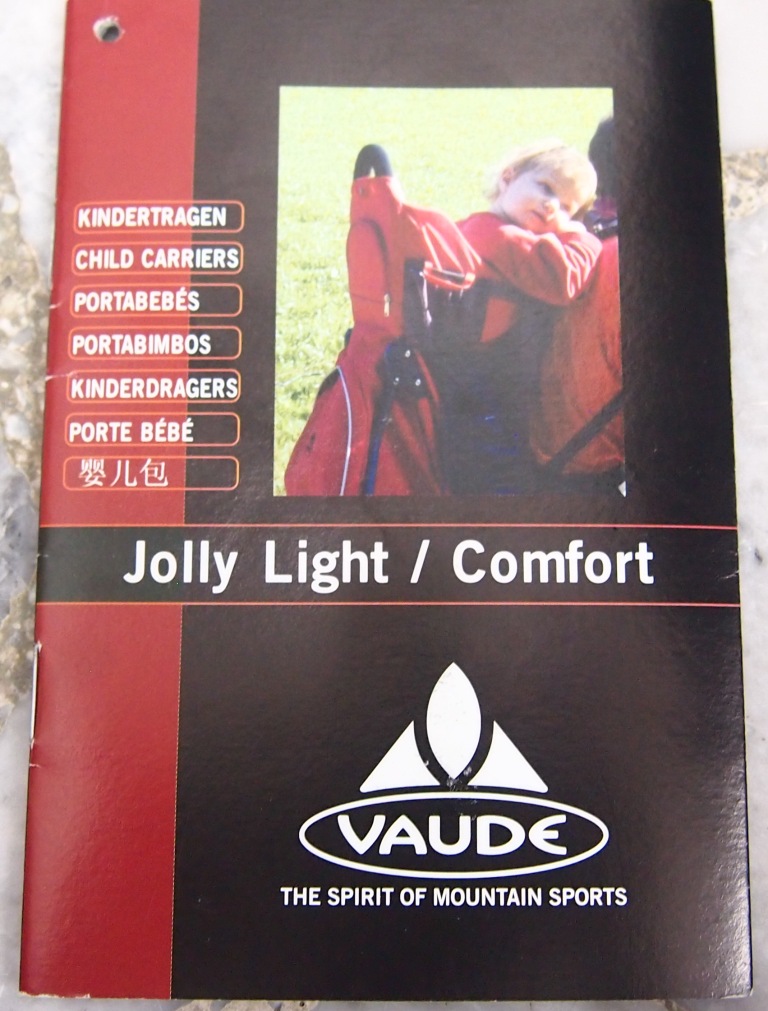 KINDERTRAGEN
CHILD CARRIERS
PORTABEBÉS
PORTABIMBOS
KINDERDRAGERS
PORTE BÉBÉ
婴儿包
Jolly Light / Comfort
VAUDE
THE SPIRIT OF MOUNTAIN SPORTS